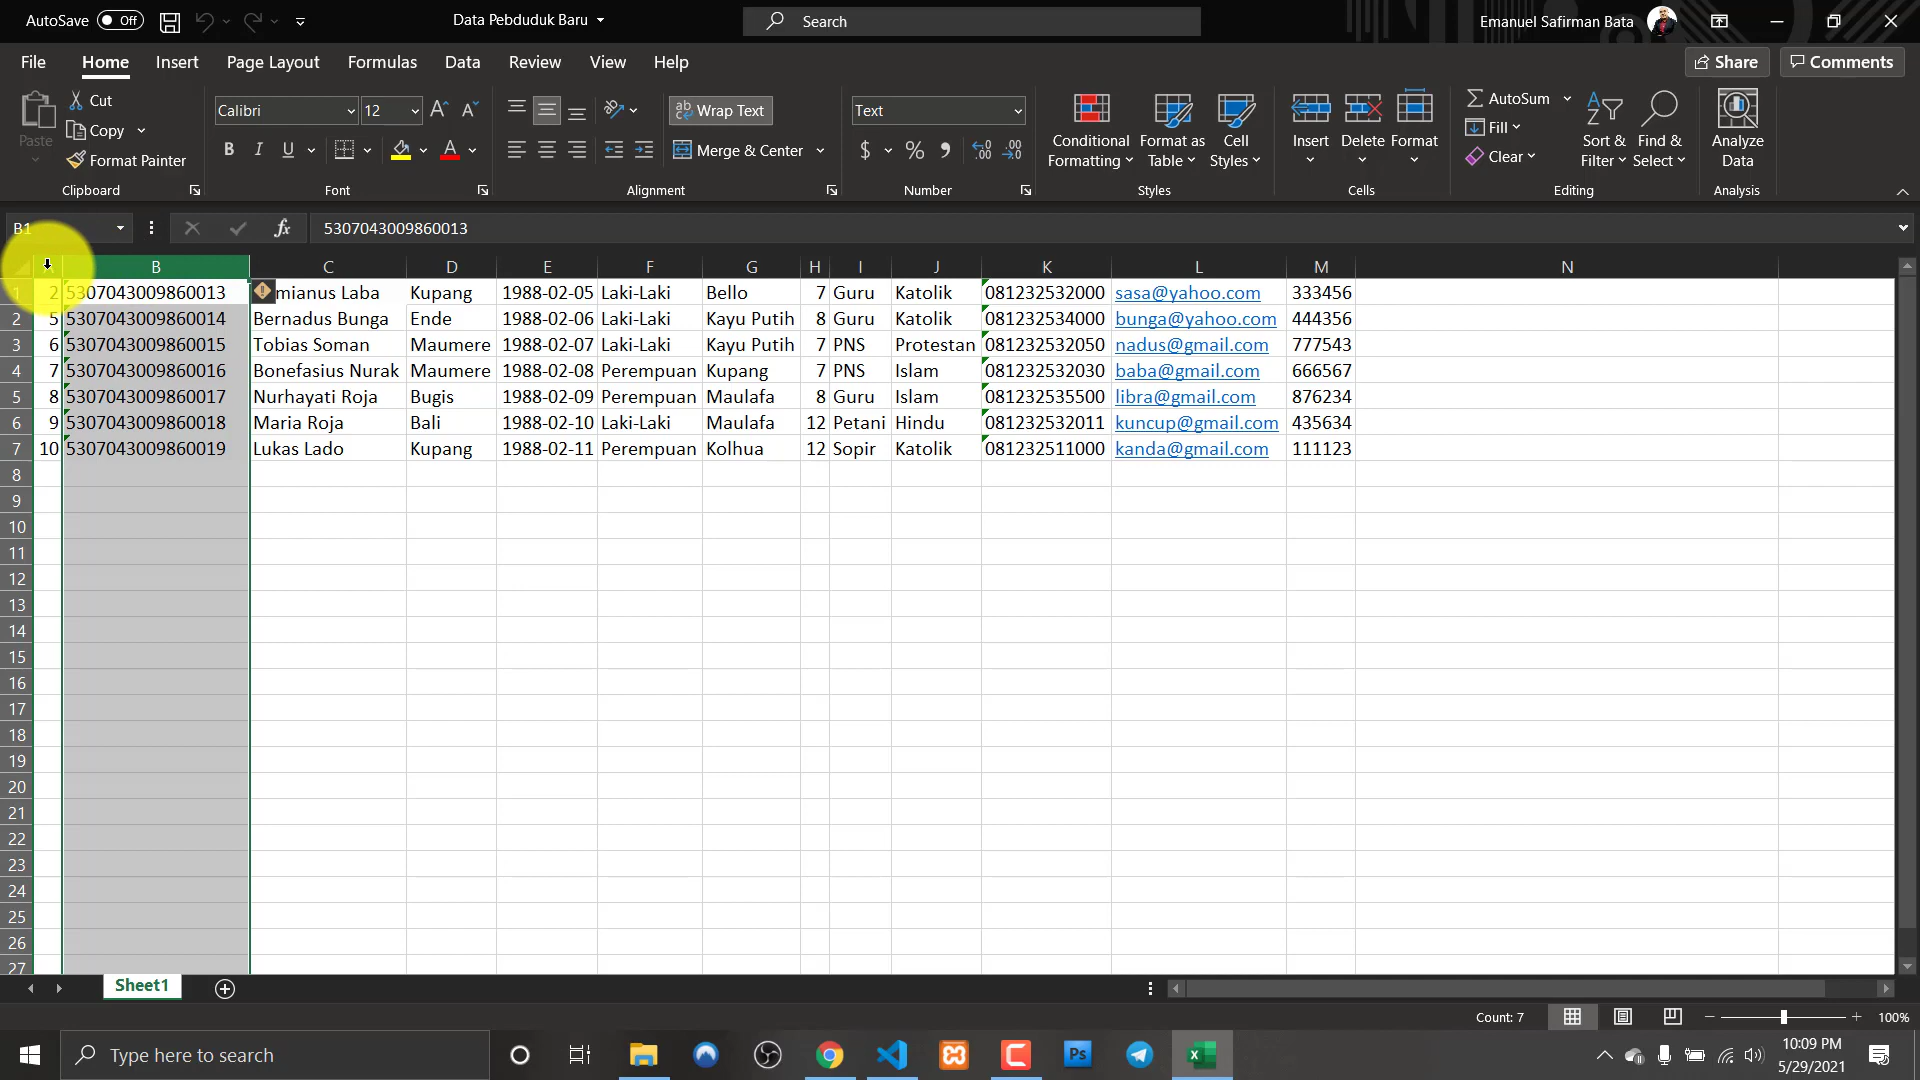 AutoSave Off Data Pebduduk Baru Search Emanuel Safirman Bata
File Home Insert Page Layout Formulas Data Review View Help Share Comments
Paste Cut Copy Format Painter Clipboard
Calibri 12 B I U A Font
ab Wrap Text Merge & Center Alignment
Text $ % Number
Conditional Formatting Format as Table Cell Styles Styles
Insert Delete Format Cells
AutoSum Fill Clear Sort & Filter Find & Select Editing
Analyze Data Analysis
B1 fx 5307043009860013
B C D E F G H I J K L M N
1 2 5307043009860013 mianus Laba Kupang 1988-02-05 Laki-Laki Bello 7 Guru Katolik 081232532000 sasa@yahoo.com 333456
2 5 5307043009860014 Bernadus Bunga Ende 1988-02-06 Laki-Laki Kayu Putih 8 Guru Katolik 081232534000 bunga@yahoo.com 444356
3 6 5307043009860015 Tobias Soman Maumere 1988-02-07 Laki-Laki Kayu Putih 7 PNS Protestan 081232532050 nadus@gmail.com 777543
4 7 5307043009860016 Bonefasius Nurak Maumere 1988-02-08 Perempuan Kupang 7 PNS Islam 081232532030 baba@gmail.com 666567
5 8 5307043009860017 Nurhayati Roja Bugis 1988-02-09 Perempuan Maulafa 8 Guru Islam 081232535500 libra@gmail.com 876234
6 9 5307043009860018 Maria Roja Bali 1988-02-10 Laki-Laki Maulafa 12 Petani Hindu 081232532011 kuncup@gmail.com 435634
7 10 5307043009860019 Lukas Lado Kupang 1988-02-11 Perempuan Kolhua 12 Sopir Katolik 081232511000 kanda@gmail.com 111123
8
9
10
11
12
13
14
15
16
17
18
19
20
21
22
23
24
25
26
27
Sheet1
Count: 7 100%
Type here to search Ps 10:09 PM
5/29/2021